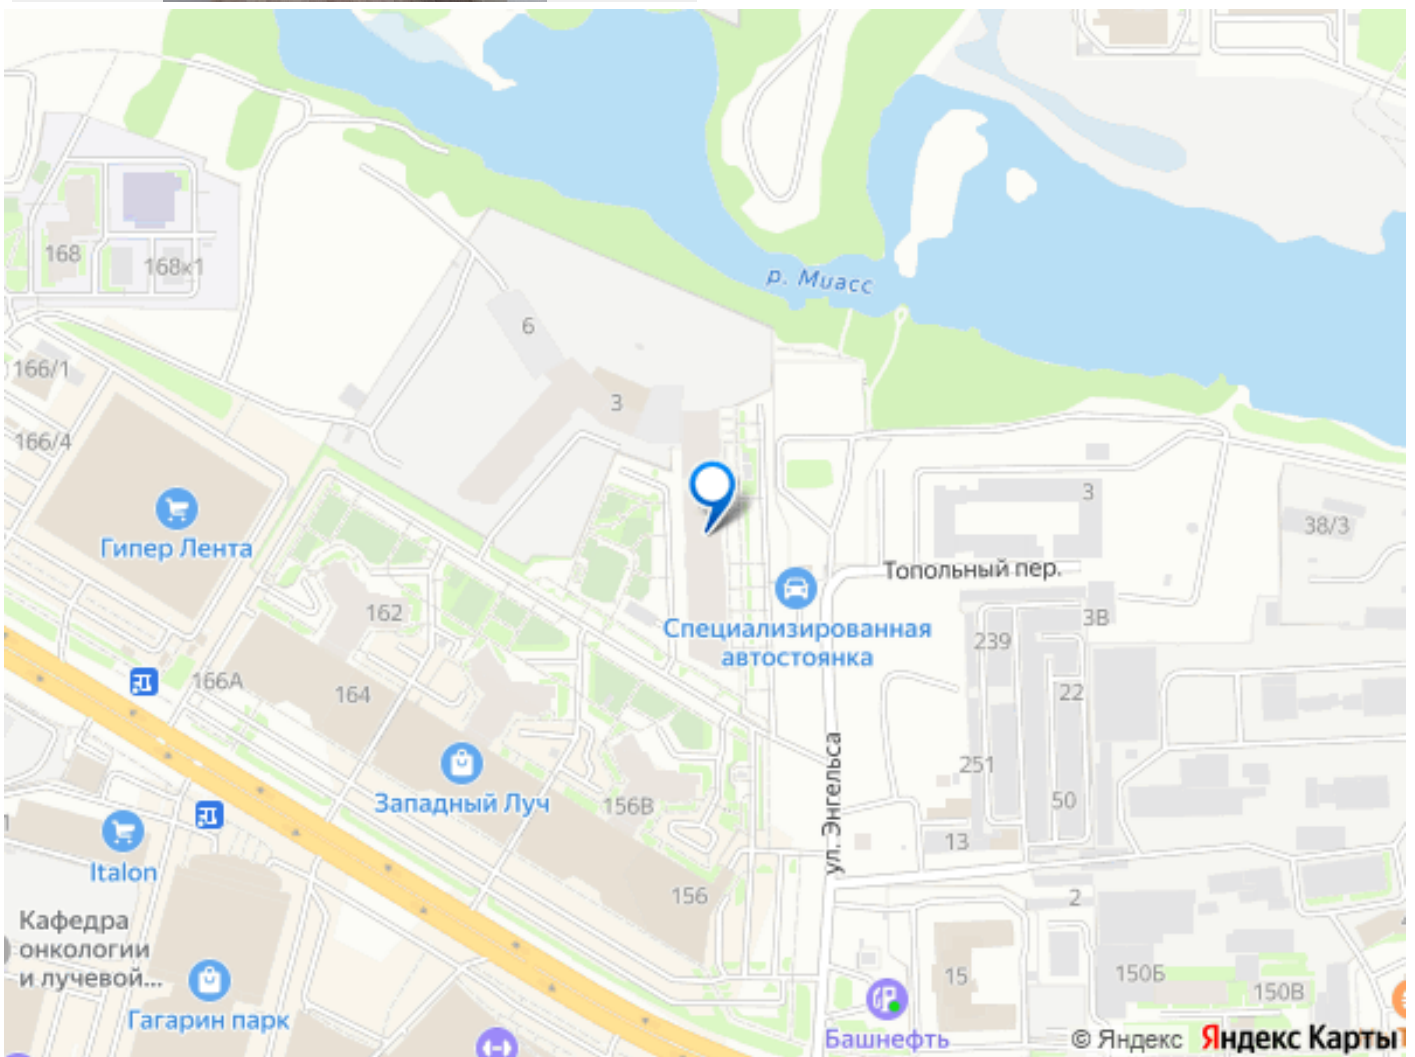 р. Миасс
168
168к1
6
166/1
3
166/4
3
38/3
Гипер Лента
Топольный пер.
162
3В
Специализированная
автостоянка
239
166А
164
22
251
ул. Энгельса
Западный Луч
156В
50
13
Italon
156
2
Кафедра
онкологии
и лучевой...
15
150Б
150В
Гагарин парк
Башнефть
© Яндекс Яндекс Карты